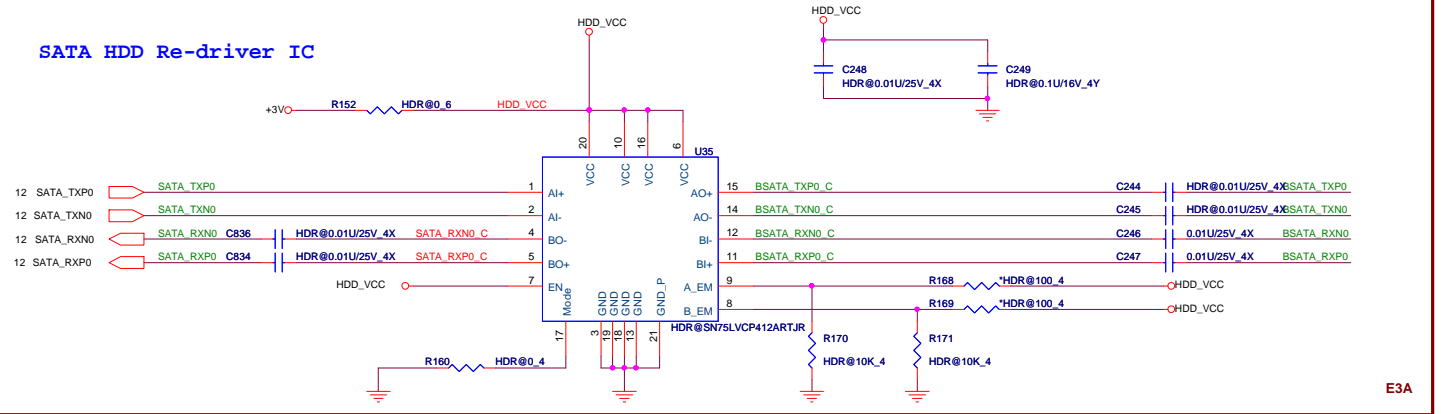 HDD_VCC
HDD_VCC
SATA HDD Re-driver IC
C248
HDR@0.01U/25V_4X
C249
HDR@0.1U/16V_4Y
+3V
R152
HDR@0_6
HDD_VCC
20
10
16
6
U35
VCC
VCC
VCC
VCC
12 SATA_TXP0
SATA_TXP0
1
AI+
AO+
15
BSATA_TXP0_C
C244
HDR@0.01U/25V_4X
BSATA_TXP0
12 SATA_TXN0
SATA_TXN0
2
AI-
AO-
14
BSATA_TXN0_C
C245
HDR@0.01U/25V_4X
BSATA_TXN0
12 SATA_RXN0
SATA_RXN0
C836
HDR@0.01U/25V_4X
SATA_RXN0_C
4
BO-
BI-
12
BSATA_RXN0_C
C246
0.01U/25V_4X
BSATA_RXN0
12 SATA_RXP0
SATA_RXP0
C834
HDR@0.01U/25V_4X
SATA_RXP0_C
5
BO+
BI+
11
BSATA_RXP0_C
C247
0.01U/25V_4X
BSATA_RXP0
HDD_VCC
7
EN
A_EM
9
R168
*HDR@100_4
HDD_VCC
Mode
GND
GND
GND
GND
GND_P
B_EM
8
R169
*HDR@100_4
HDD_VCC
HDR@SN75LVCP412ARTJR
17
3
19
18
13
21
R170
HDR@10K_4
R171
HDR@10K_4
R160
HDR@0_4
E3A